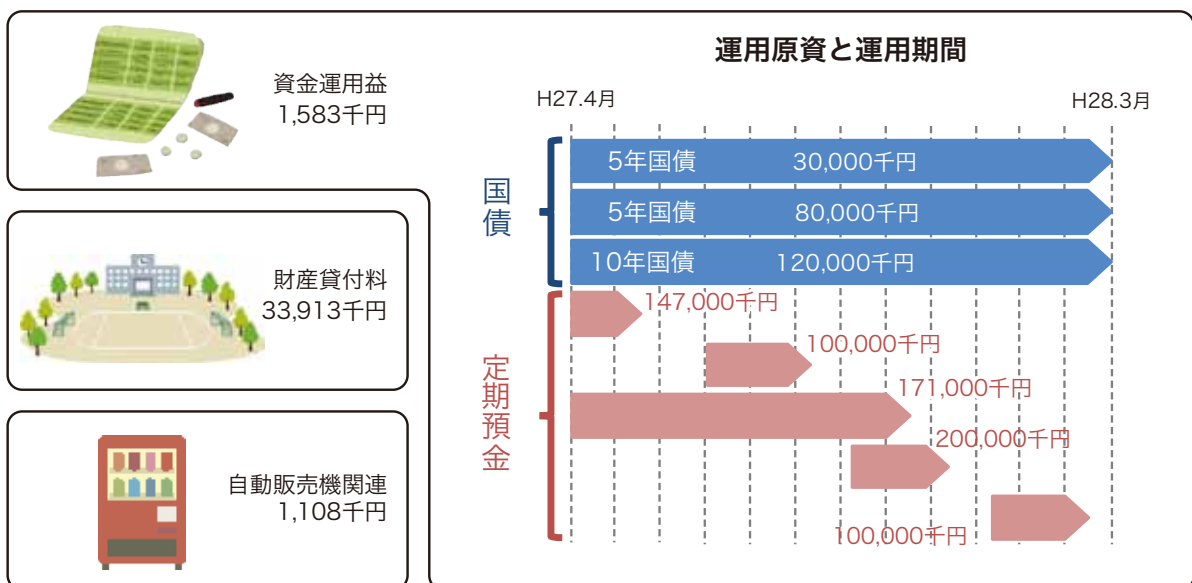 資金運用益
1,583千円
財産貸付料
33,913千円
自動販売機関連
1,108千円
運用原資と運用期間
H27.4月
H28.3月
国債
5年国債 30,000千円
5年国債 80,000千円
10年国債 120,000千円
定期預金
147,000千円
100,000千円
171,000千円
200,000千円
100,000千円